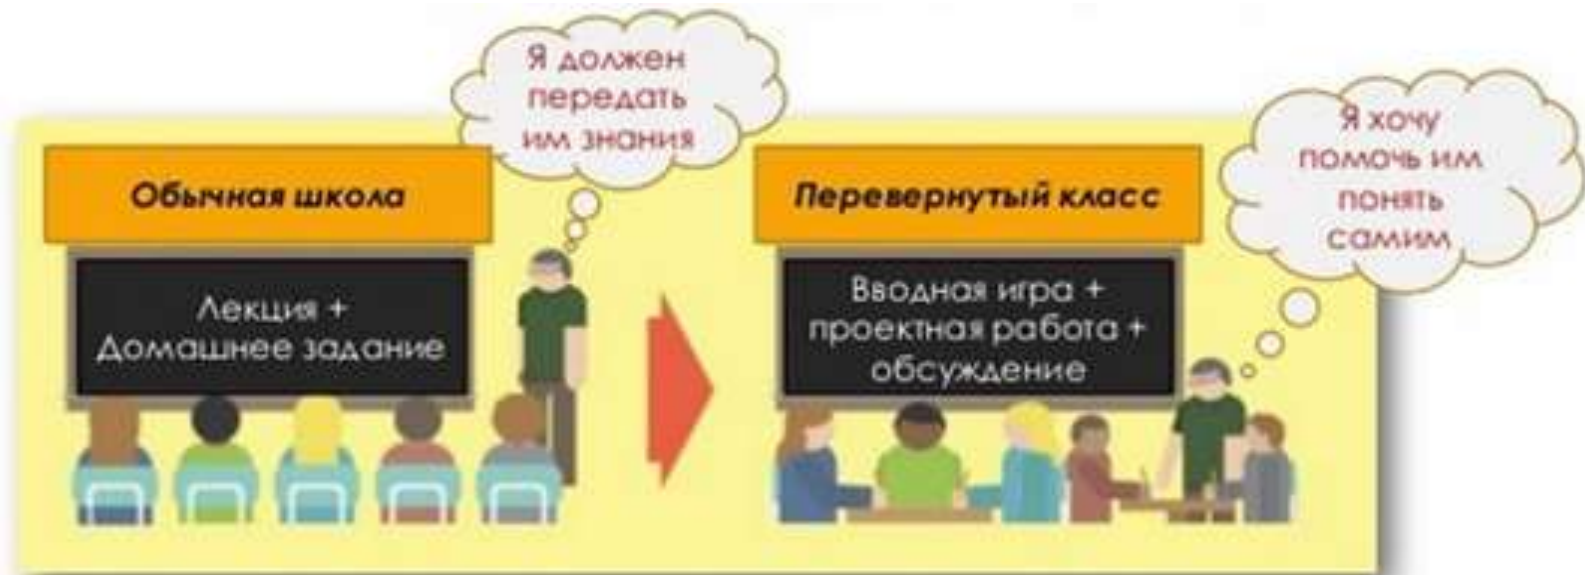 Я должен
передать
им знания
Обычная школа
Лекция +
Домашнее задание
Я хочу
помочь им
понять
самим
Перевернутый класс
Вводная игра +
проектная работа +
обсуждение